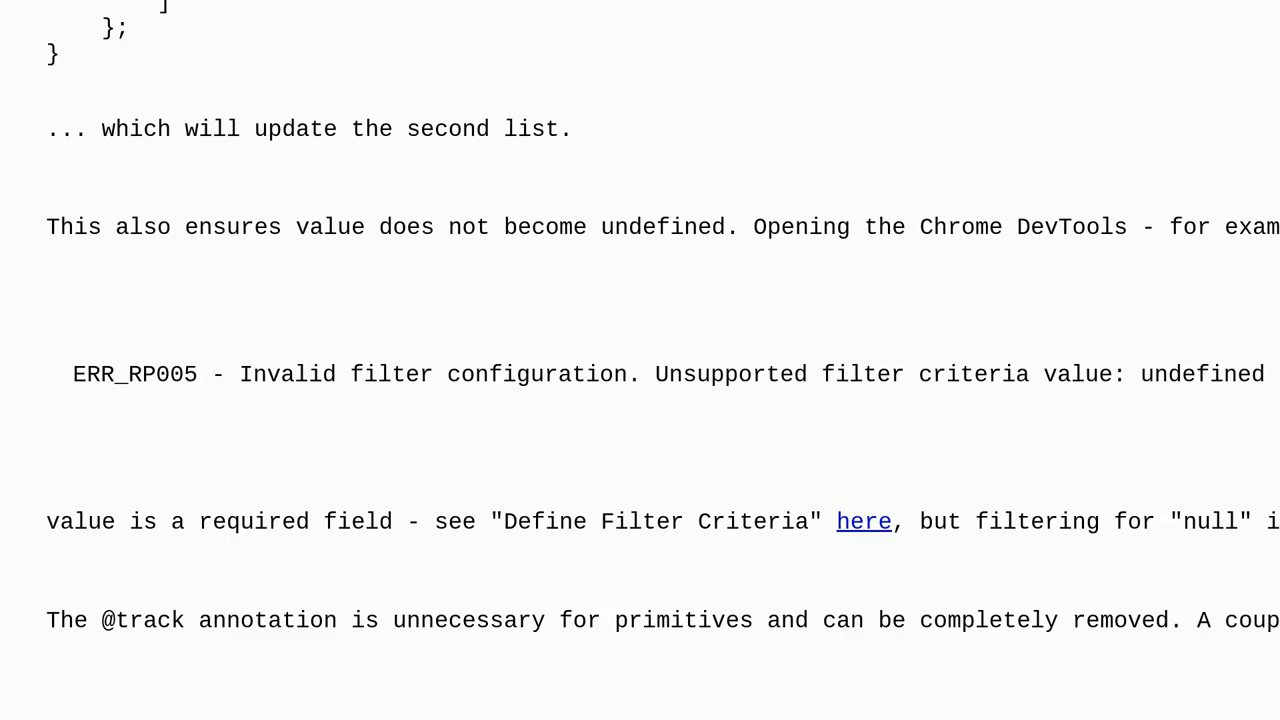 ]
};
}
... which will update the second list.
This also ensures value does not become undefined. Opening the Chrome DevTools - for exam
ERR_RP005 - Invalid filter configuration. Unsupported filter criteria value: undefined
value is a required field - see "Define Filter Criteria" here, but filtering for "null" i
The @track annotation is unnecessary for primitives and can be completely removed. A coup